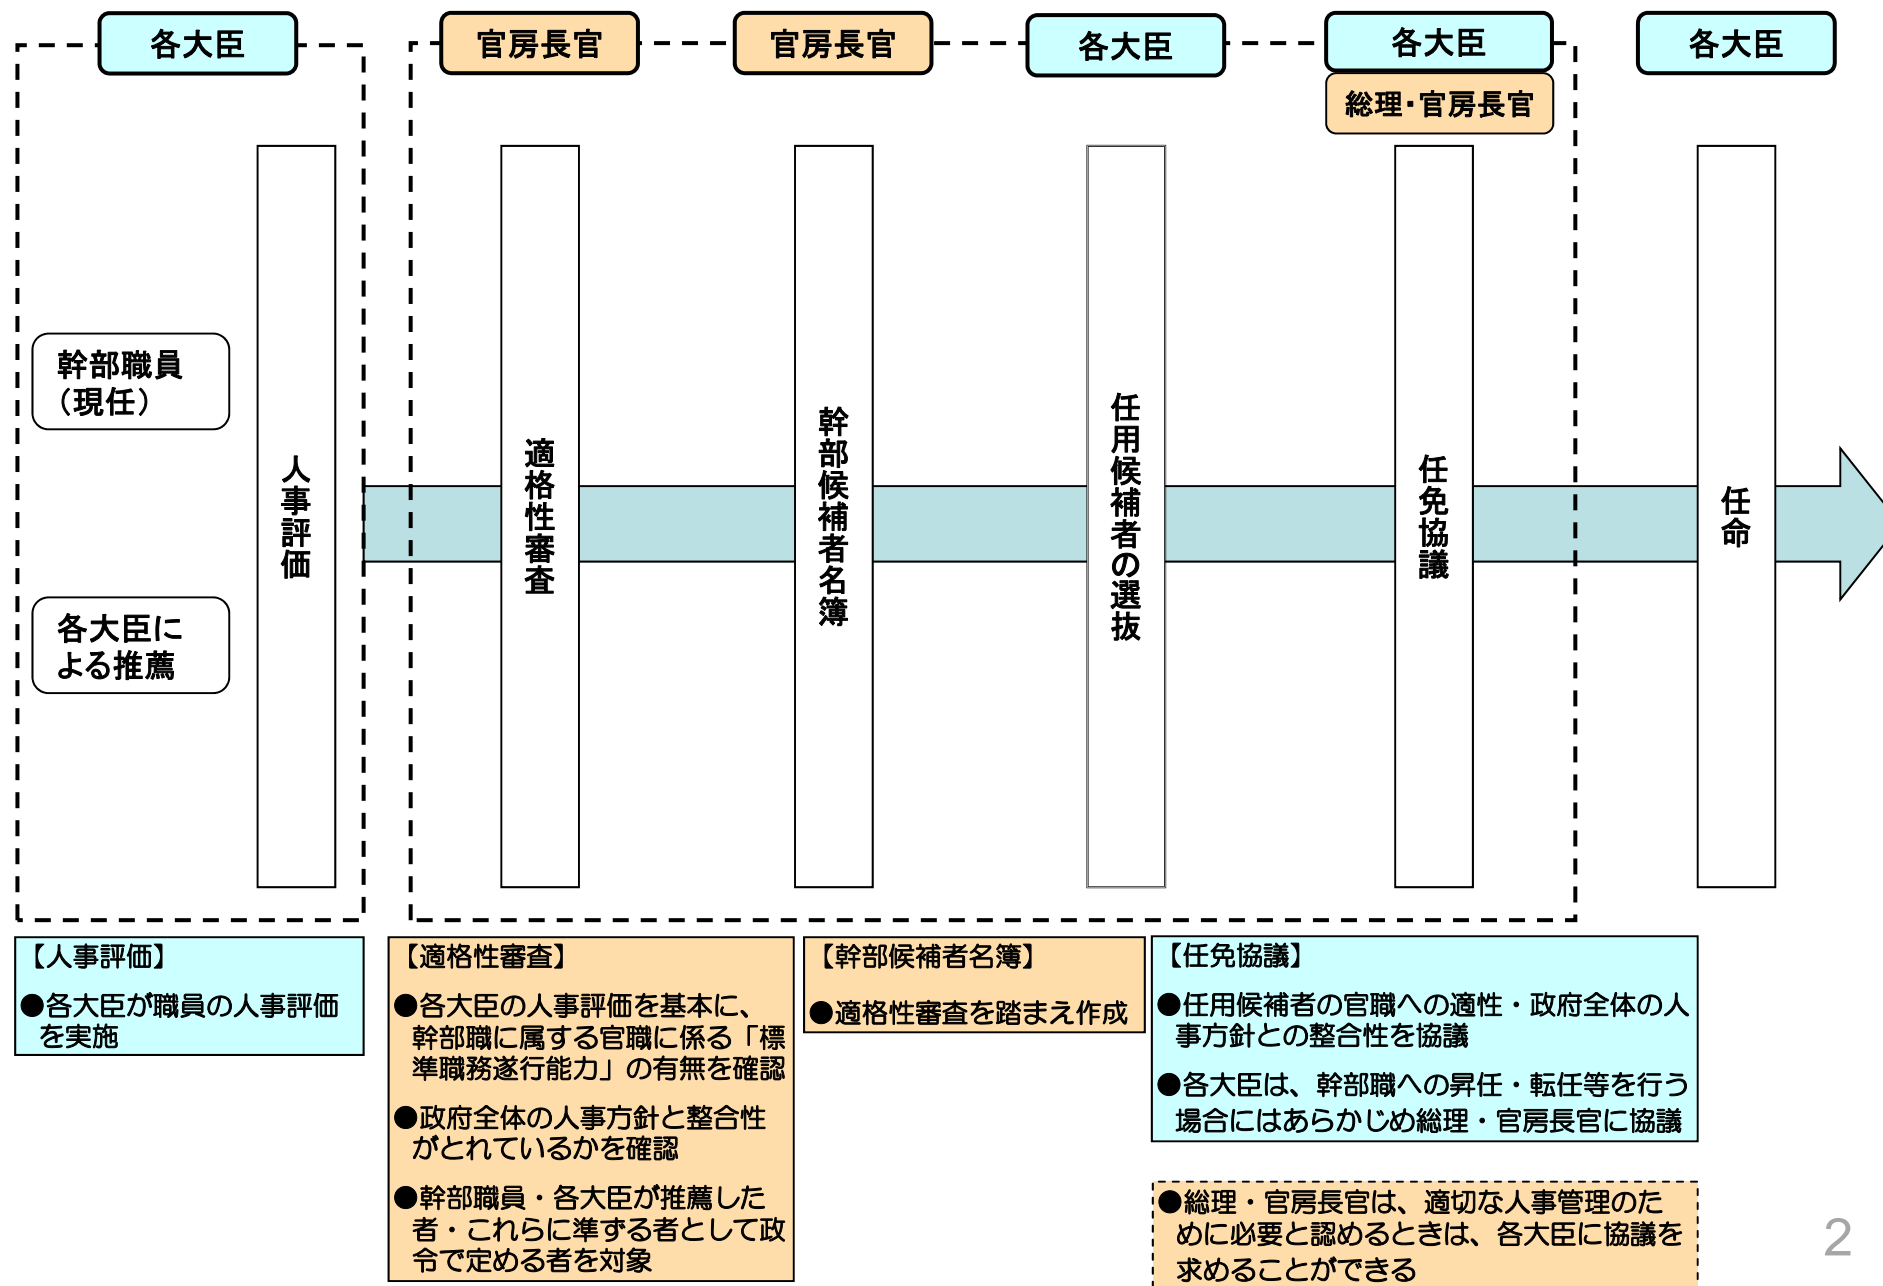 各大臣
官房長官
官房長官
各大臣
各大臣
総理・官房長官
各大臣
幹部職員
（現任）
各大臣に
よる推薦
人事評価
適格性審査
幹部候補者名簿
任用候補者の選抜
任免協議
任命
【人事評価】
●各大臣が職員の人事評価
を実施
【適格性審査】
●各大臣の人事評価を基本に、
幹部職に属する官職に係る「標
準職務遂行能力」の有無を確認
●政府全体の人事方針と整合性
がとれているかを確認
●幹部職員・各大臣が推薦した
者・これらに準ずる者として政
令で定める者を対象
【幹部候補者名簿】
●適格性審査を踏まえ作成
【任免協議】
●任用候補者の官職への適性・政府全体の人
事方針との整合性を協議
●各大臣は、幹部職への昇任・転任等を行う
場合にはあらかじめ総理・官房長官に協議
●総理・官房長官は、適切な人事管理のた
めに必要と認めるときは、各大臣に協議を
求めることができる
2